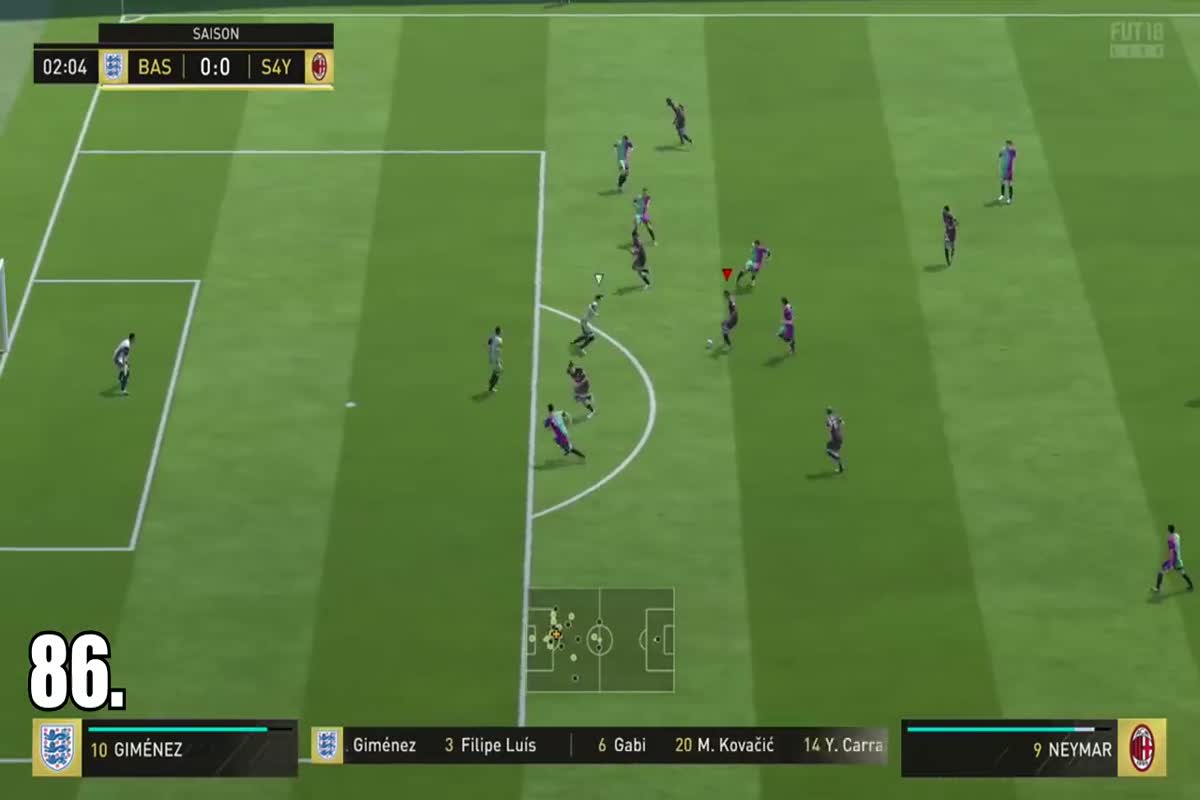 SAISON
FUT 18
02:04 BAS 0:0 S4Y
86.
10 GIMÉNEZ
. Giménez 3 Filipe Luís 6 Gabi 20 M. Kovačić 14 Y. Carra
9 NEYMAR